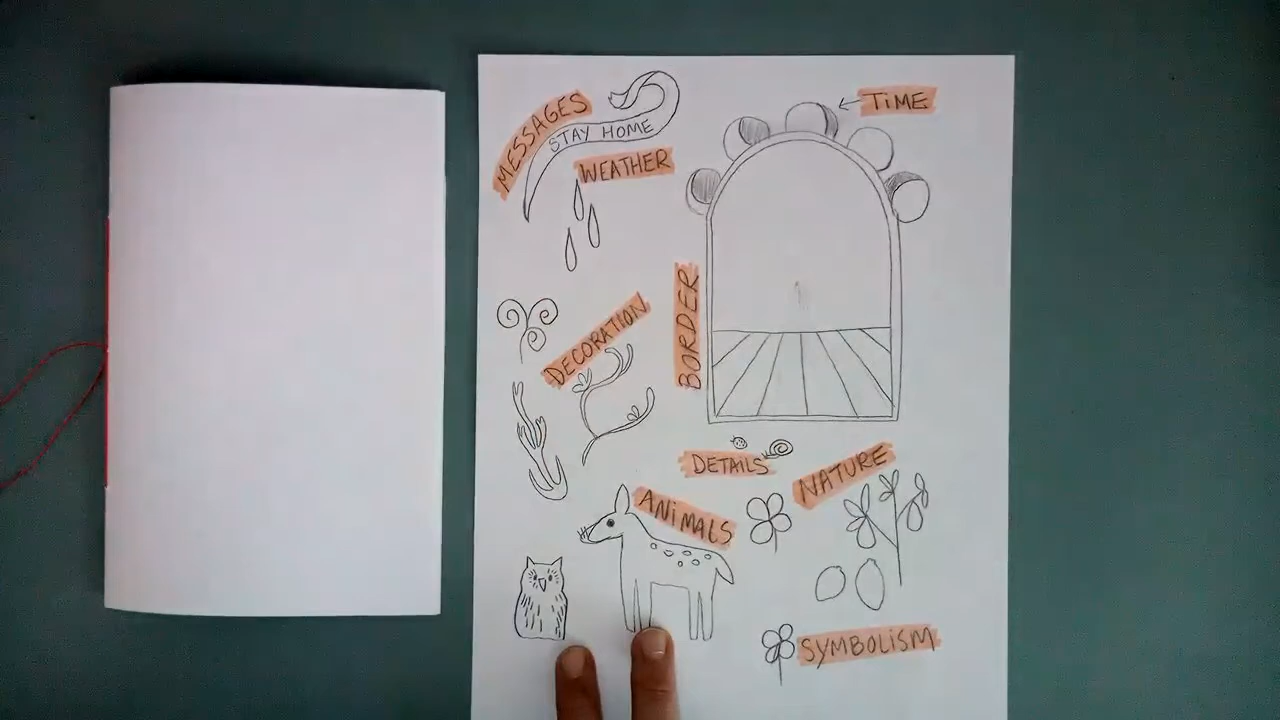 MESSAGES
STAY HOME
TIME
WEATHER
BORDER
DECORATION
DETAILS
NATURE
ANIMALS
SYMBOLISM